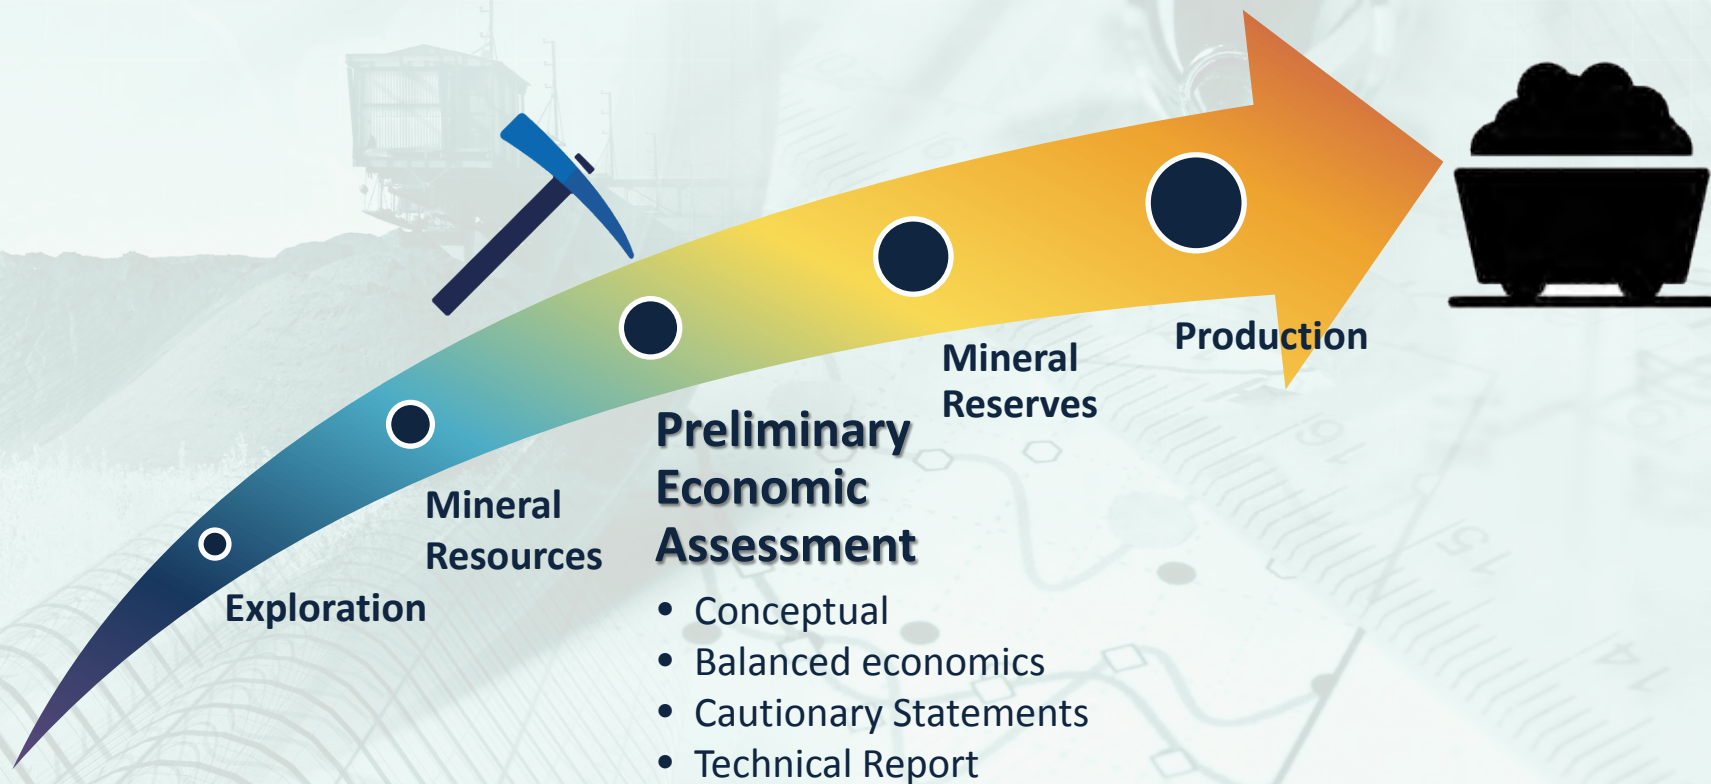 Exploration
Mineral
Resources
Preliminary
Economic
Assessment
• Conceptual
• Balanced economics
• Cautionary Statements
• Technical Report
Mineral
Reserves
Production